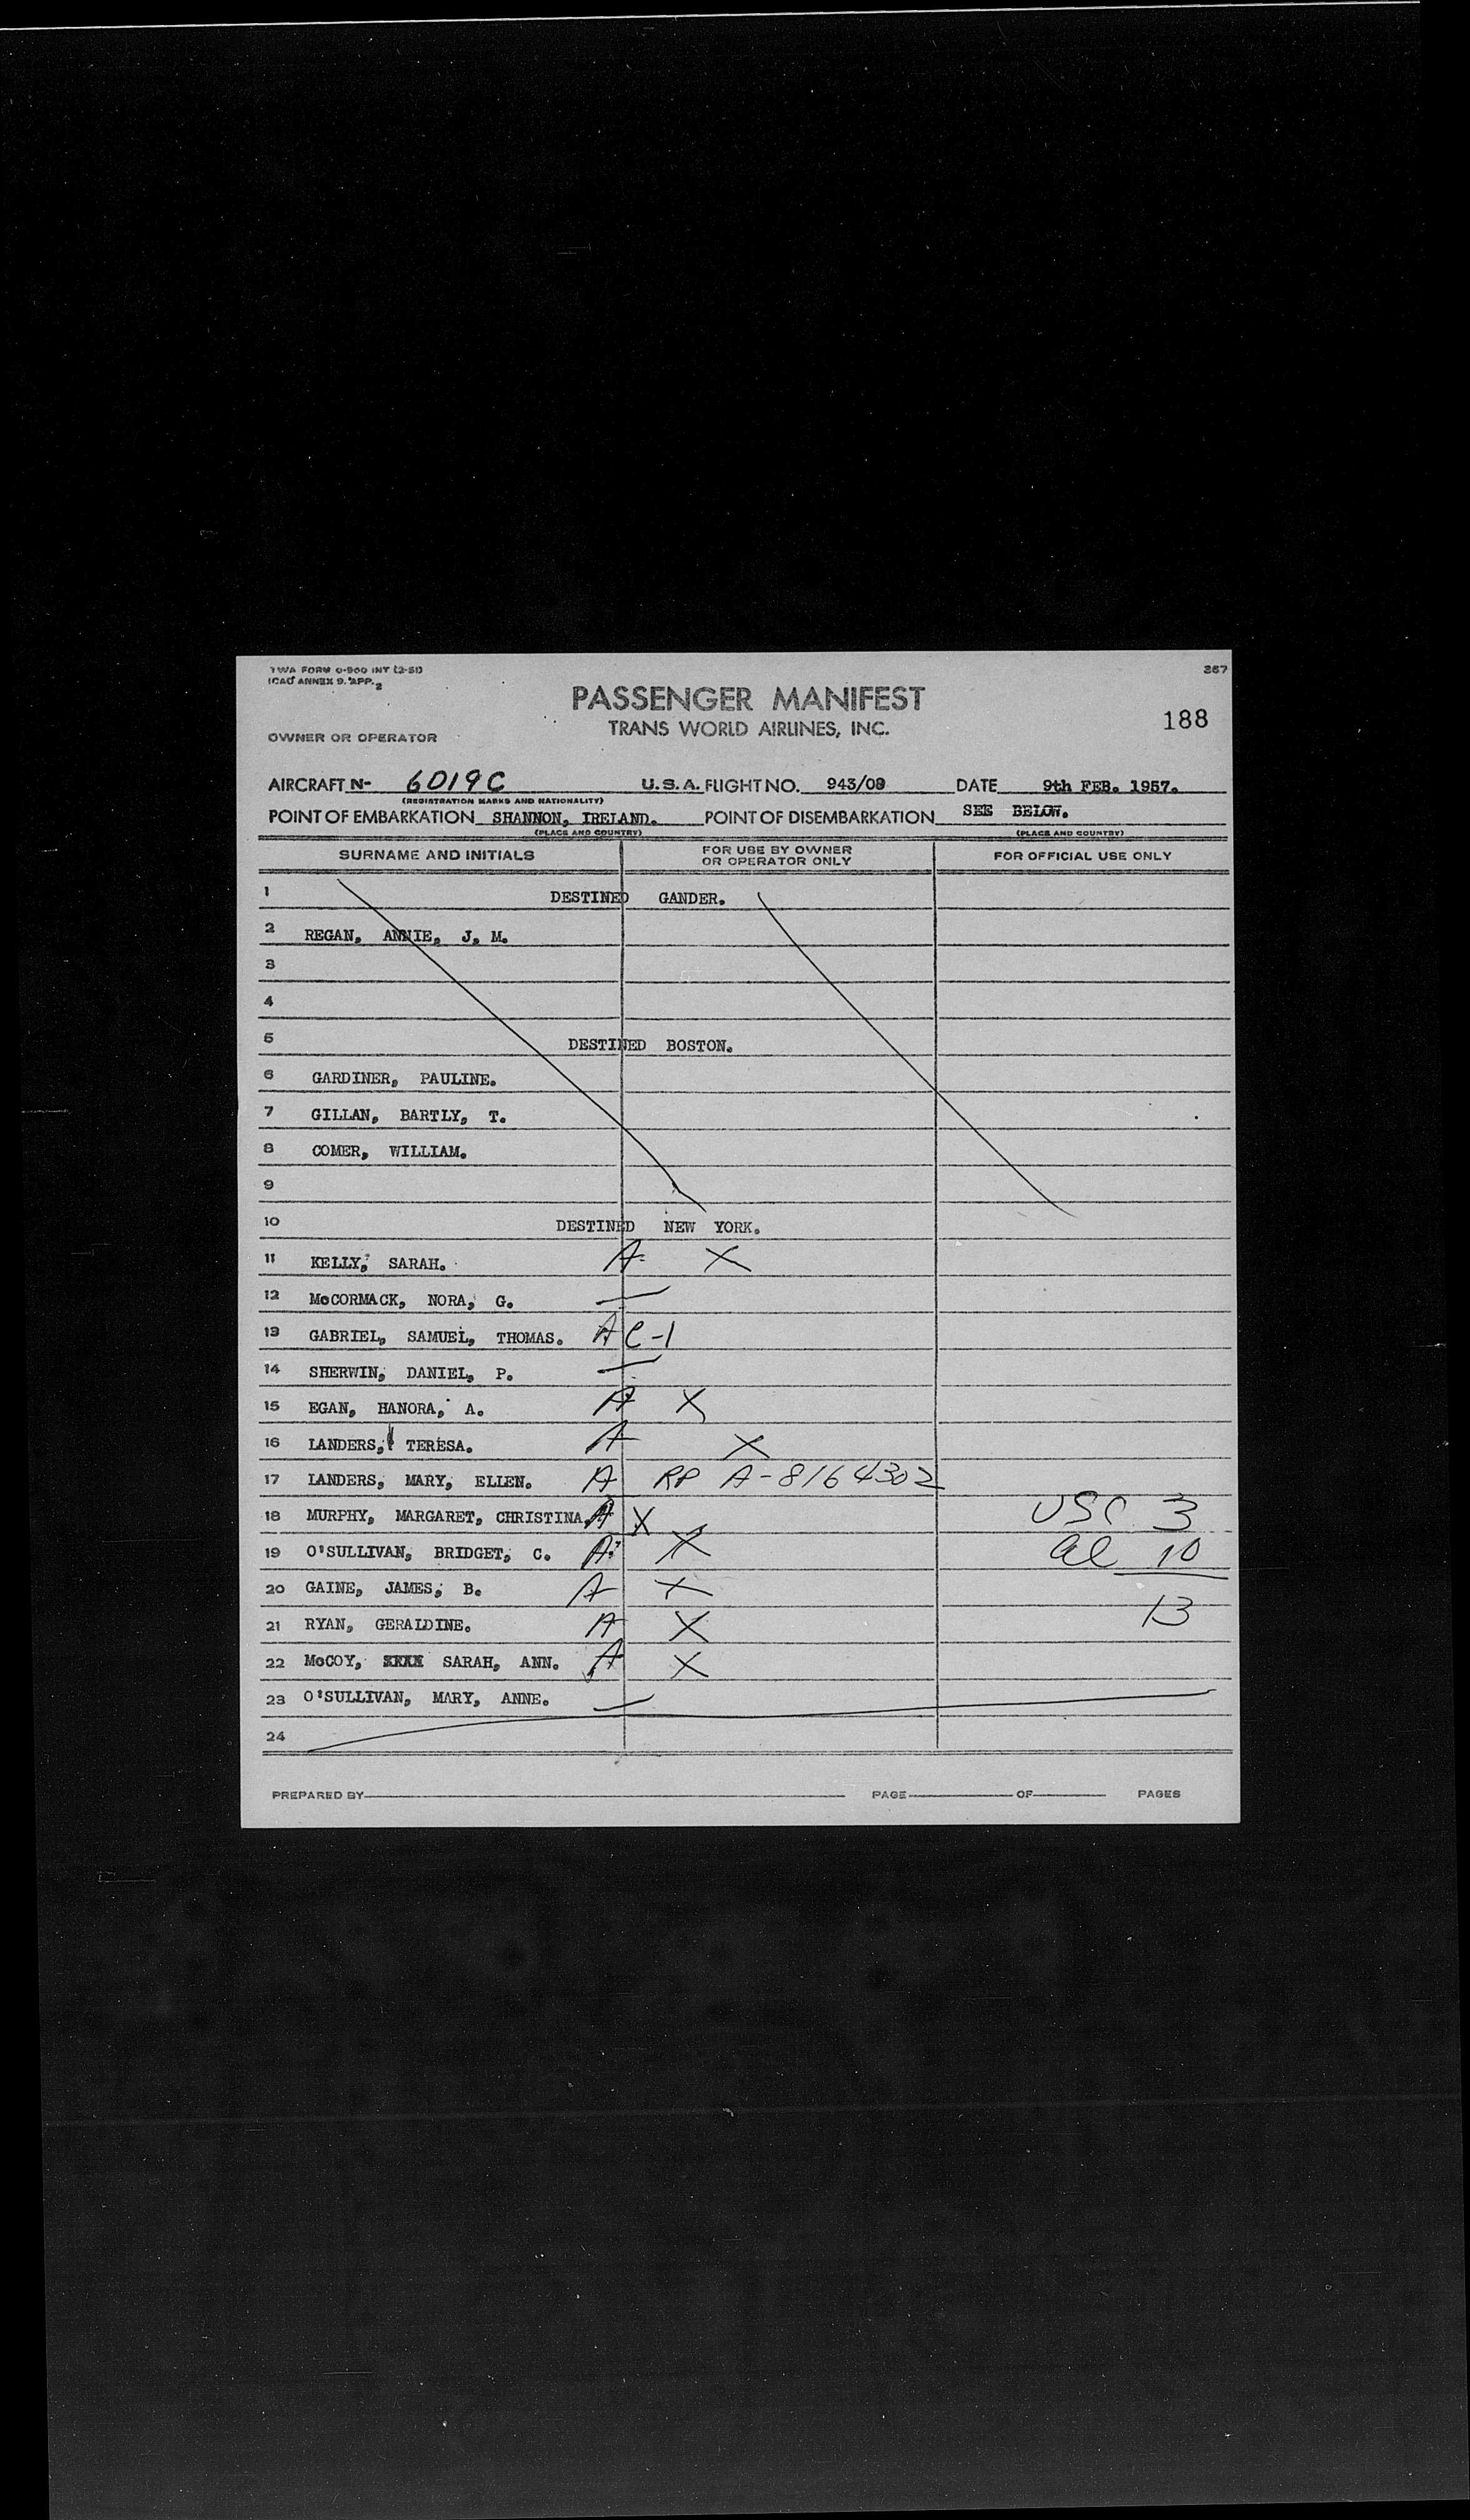 TWA FORM 0-900 INT (2-51) 367
ICAO ANNEX 9. APP. 2
PASSENGER MANIFEST
TRANS WORLD AIRLINES, INC. 188
OWNER OR OPERATOR
AIRCRAFT N- 6019C U.S.A. FLIGHT NO. 943/09 DATE 9th FEB. 1957.
(REGISTRATION MARKS AND NATIONALITY)
POINT OF EMBARKATION SHANNON, IRELAND. POINT OF DISEMBARKATION SEE BELOW.
(PLACE AND COUNTRY) (PLACE AND COUNTRY)
SURNAME AND INITIALS FOR USE BY OWNER OR OPERATOR ONLY FOR OFFICIAL USE ONLY
1 DESTINED GANDER.
2 REGAN, ANNIE, J. M.
3
4
5 DESTINED BOSTON.
6 GARDINER, PAULINE.
7 GILLAN, BARTLY, T.
8 COMER, WILLIAM.
9
10 DESTINED NEW YORK.
11 KELLY, SARAH. A X
12 McCORMACK, NORA, G. —
13 GABRIEL, SAMUEL, THOMAS. A C-1
14 SHERWIN, DANIEL, P. —
15 EGAN, HANORA, A. A X
16 LANDERS, TERESA. A X
17 LANDERS, MARY, ELLEN. A RP A-8164302
18 MURPHY, MARGARET, CHRISTINA. A X USC 3
19 O'SULLIVAN, BRIDGET, C. A X al 10
20 GAINE, JAMES, B. A X
21 RYAN, GERALDINE. A X 13
22 McCOY, XXXX SARAH, ANN. A X
23 O'SULLIVAN, MARY, ANNE. —
24
PREPARED BY PAGE OF PAGES